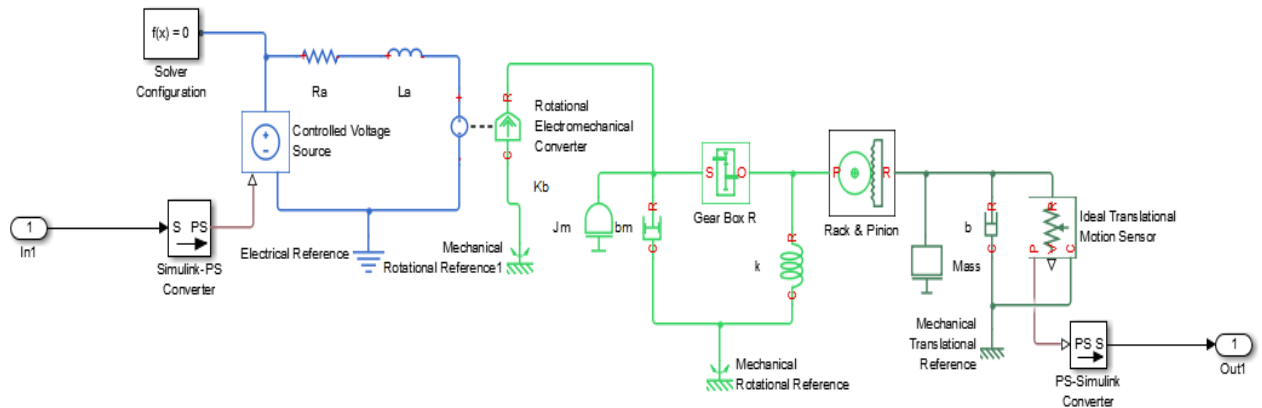 f(x) = 0
Solver
Configuration
Ra
La
+
+
+
Controlled Voltage
Source
+
−
R
C
Rotational
Electromechanical
Converter
Kb
1
In1
S PS
Simulink-PS
Converter
Electrical Reference
Mechanical
Rotational Reference1
Jm
bm
R
C
S
O
Gear Box R
k
R
C
Mechanical
Rotational Reference
P
R
Rack & Pinion
Mass
b
R
C
R
P
V
C
Ideal Translational
Motion Sensor
Mechanical
Translational
Reference
PS S
PS-Simulink
Converter
1
Out1